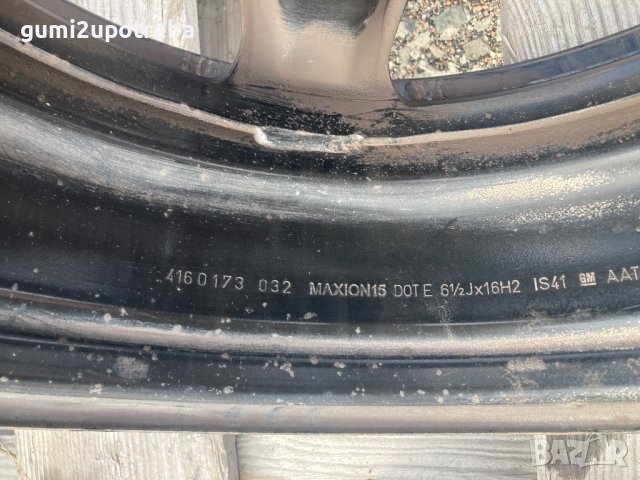 gumi2upotreba
4160173 032 MAXION15 DOT E 6½Jx16H2 IS41 GM AAT
BAZAR